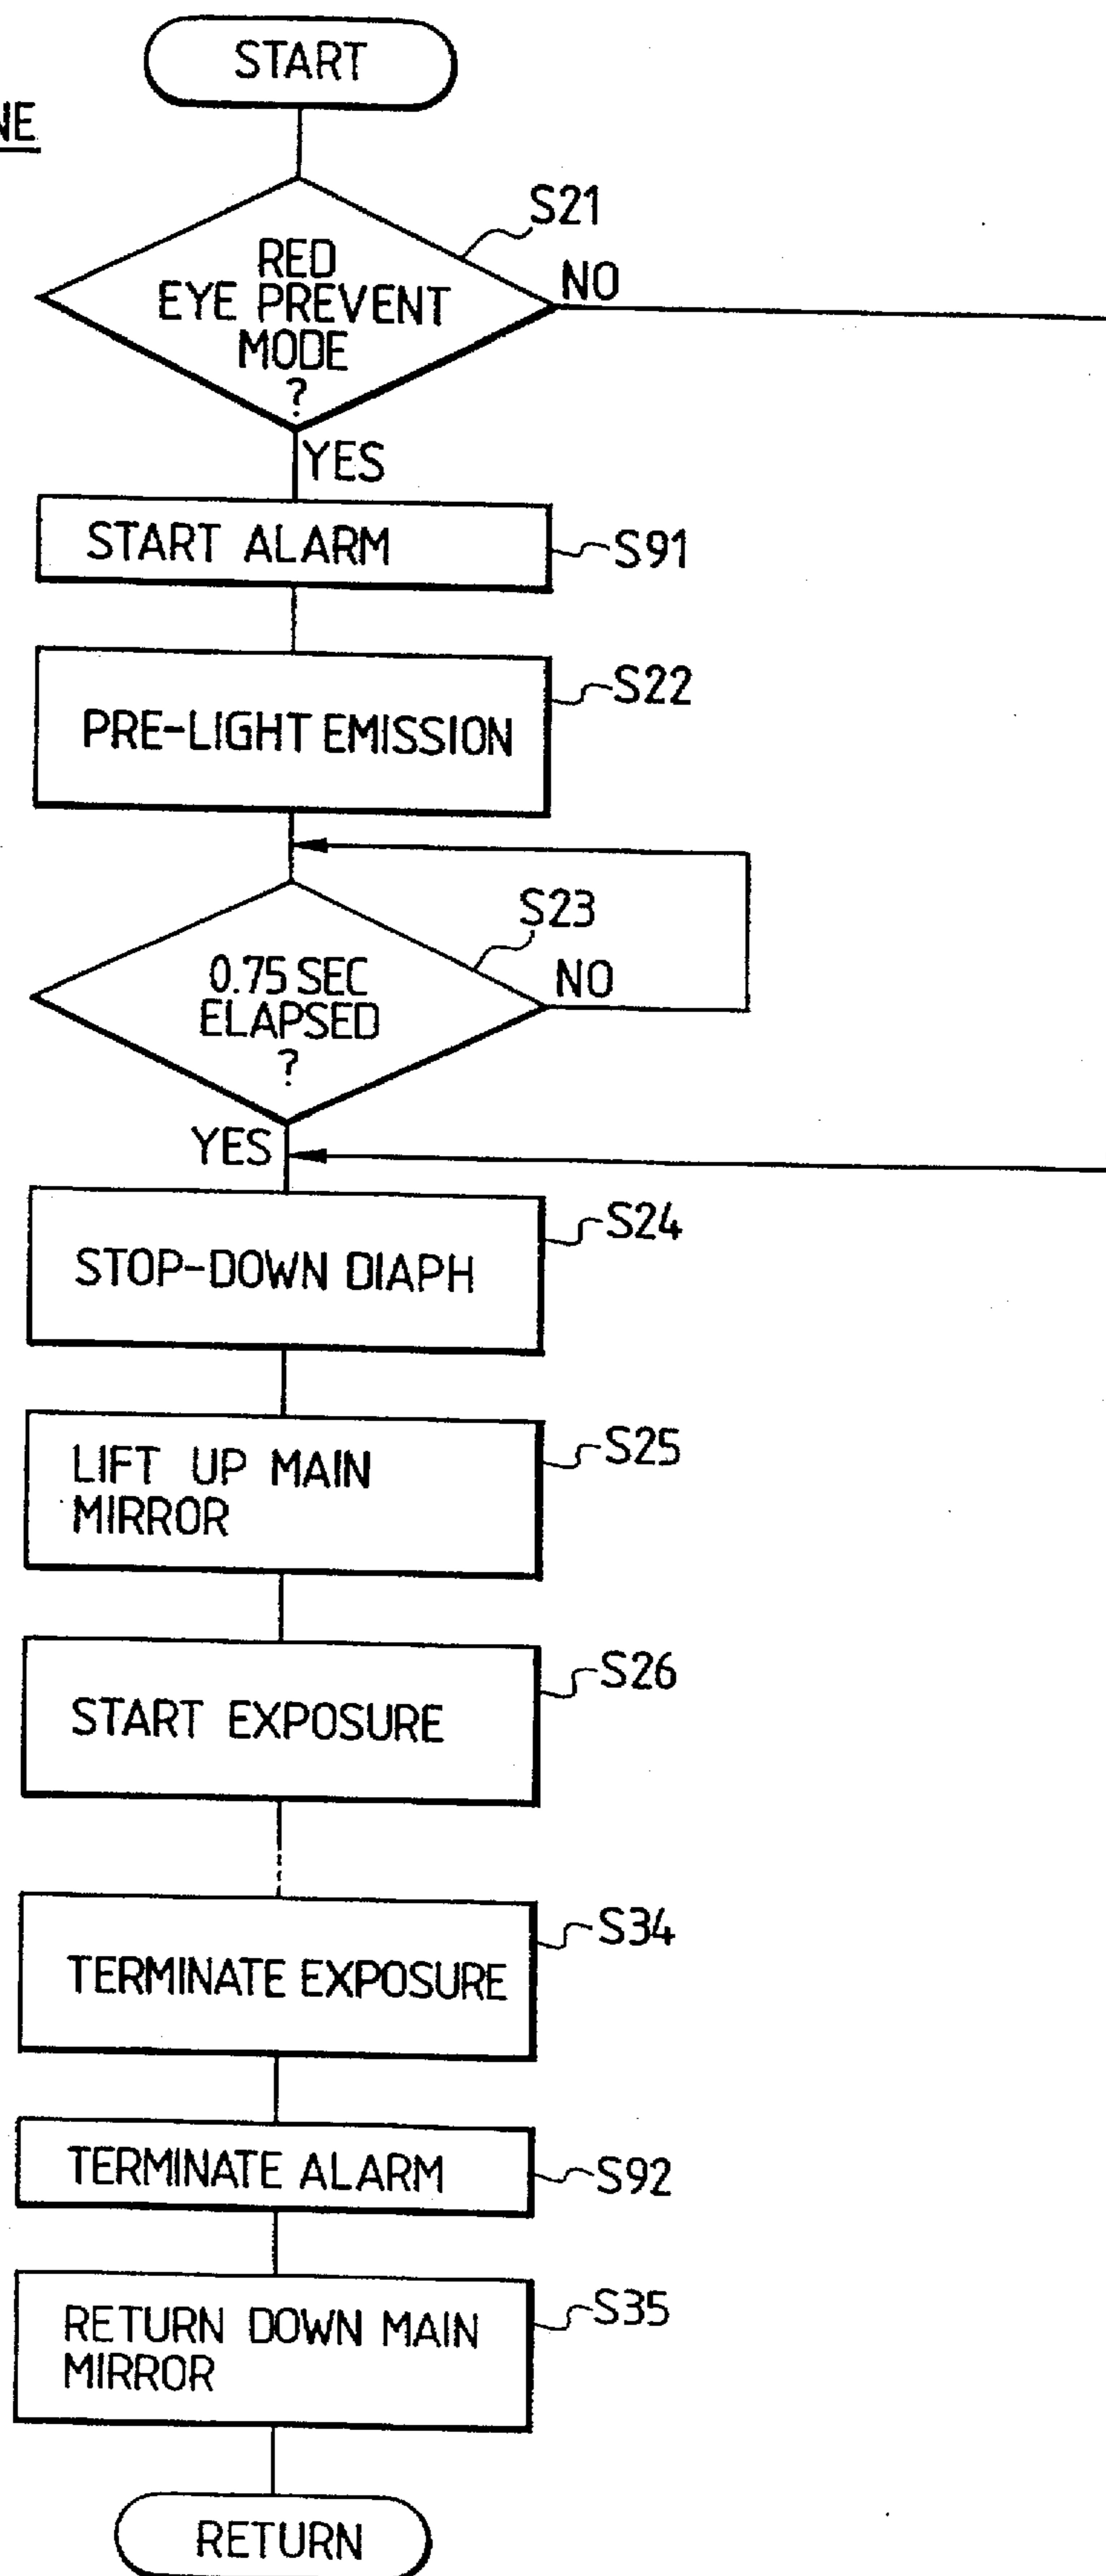 START
NE
S21
RED
EYE PREVENT
MODE
?
NO
YES
START ALARM
S91
PRE-LIGHT EMISSION
S22
S23
0.75 SEC
ELAPSED
?
NO
YES
STOP-DOWN DIAPH
S24
LIFT UP MAIN
MIRROR
S25
START EXPOSURE
S26
TERMINATE EXPOSURE
S34
TERMINATE ALARM
S92
RETURN DOWN MAIN
MIRROR
S35
RETURN